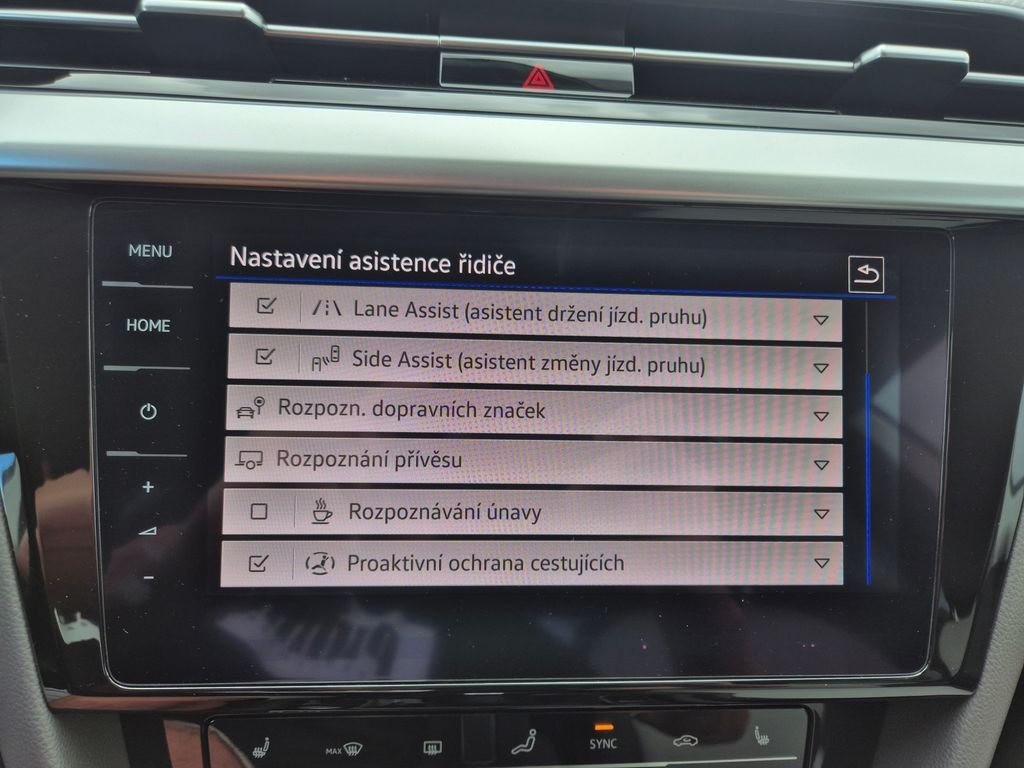 MENU
Nastavení asistence řidiče
HOME
Lane Assist (asistent držení jízd. pruhu)
Side Assist (asistent změny jízd. pruhu)
Rozpozn. dopravních značek
Rozpoznání přívěsu
+
Rozpoznávání únavy
-
Proaktivní ochrana cestujících
MAX
SYNC